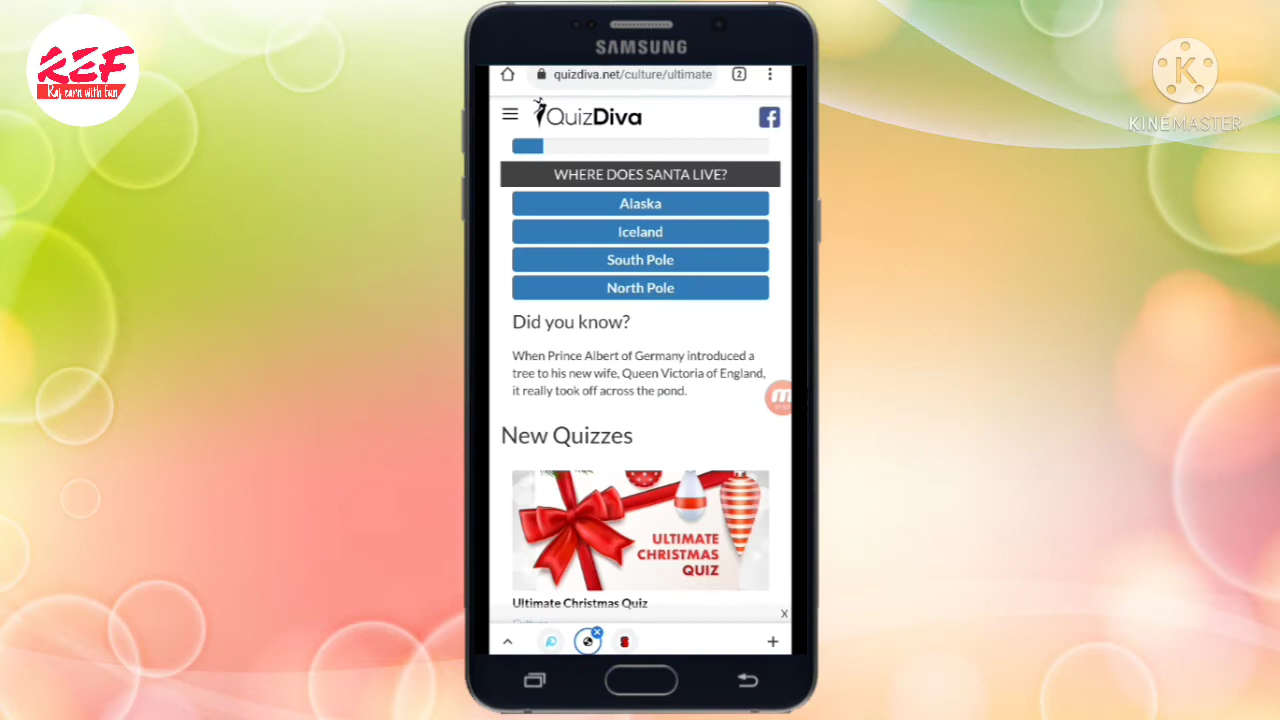 REF
Raj earn with fun
K
KINEMASTER
SAMSUNG
quizdiva.net/culture/ultimate
2
QuizDiva
WHERE DOES SANTA LIVE?
Alaska
Iceland
South Pole
North Pole
Did you know?
When Prince Albert of Germany introduced a
tree to his new wife, Queen Victoria of England,
it really took off across the pond.
New Quizzes
ULTIMATE
CHRISTMAS
QUIZ
Ultimate Christmas Quiz
X